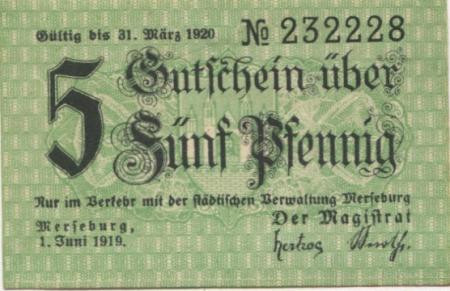 Gültig bis 31. März 1920 № 232228
5 Gutschein über
Fünf Pfennig
Nur im Verkehr mit der städtischen Verwaltung Merseburg
Merseburg, Der Magistrat
1. Juni 1919. Herzog